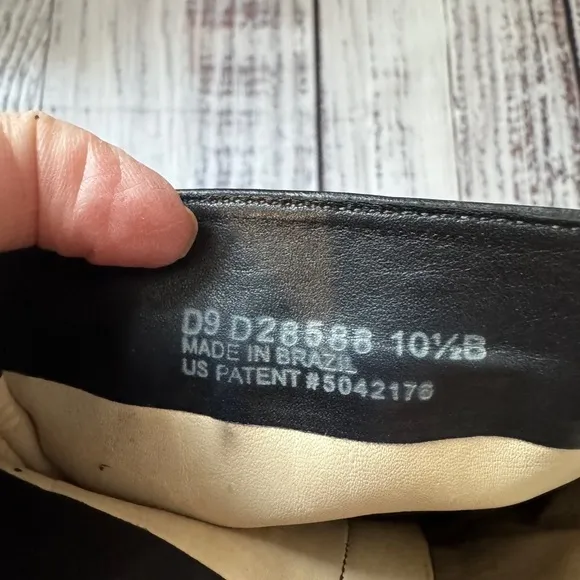 D9 D28588 10½B
MADE IN BRAZIL
US PATENT #5042176